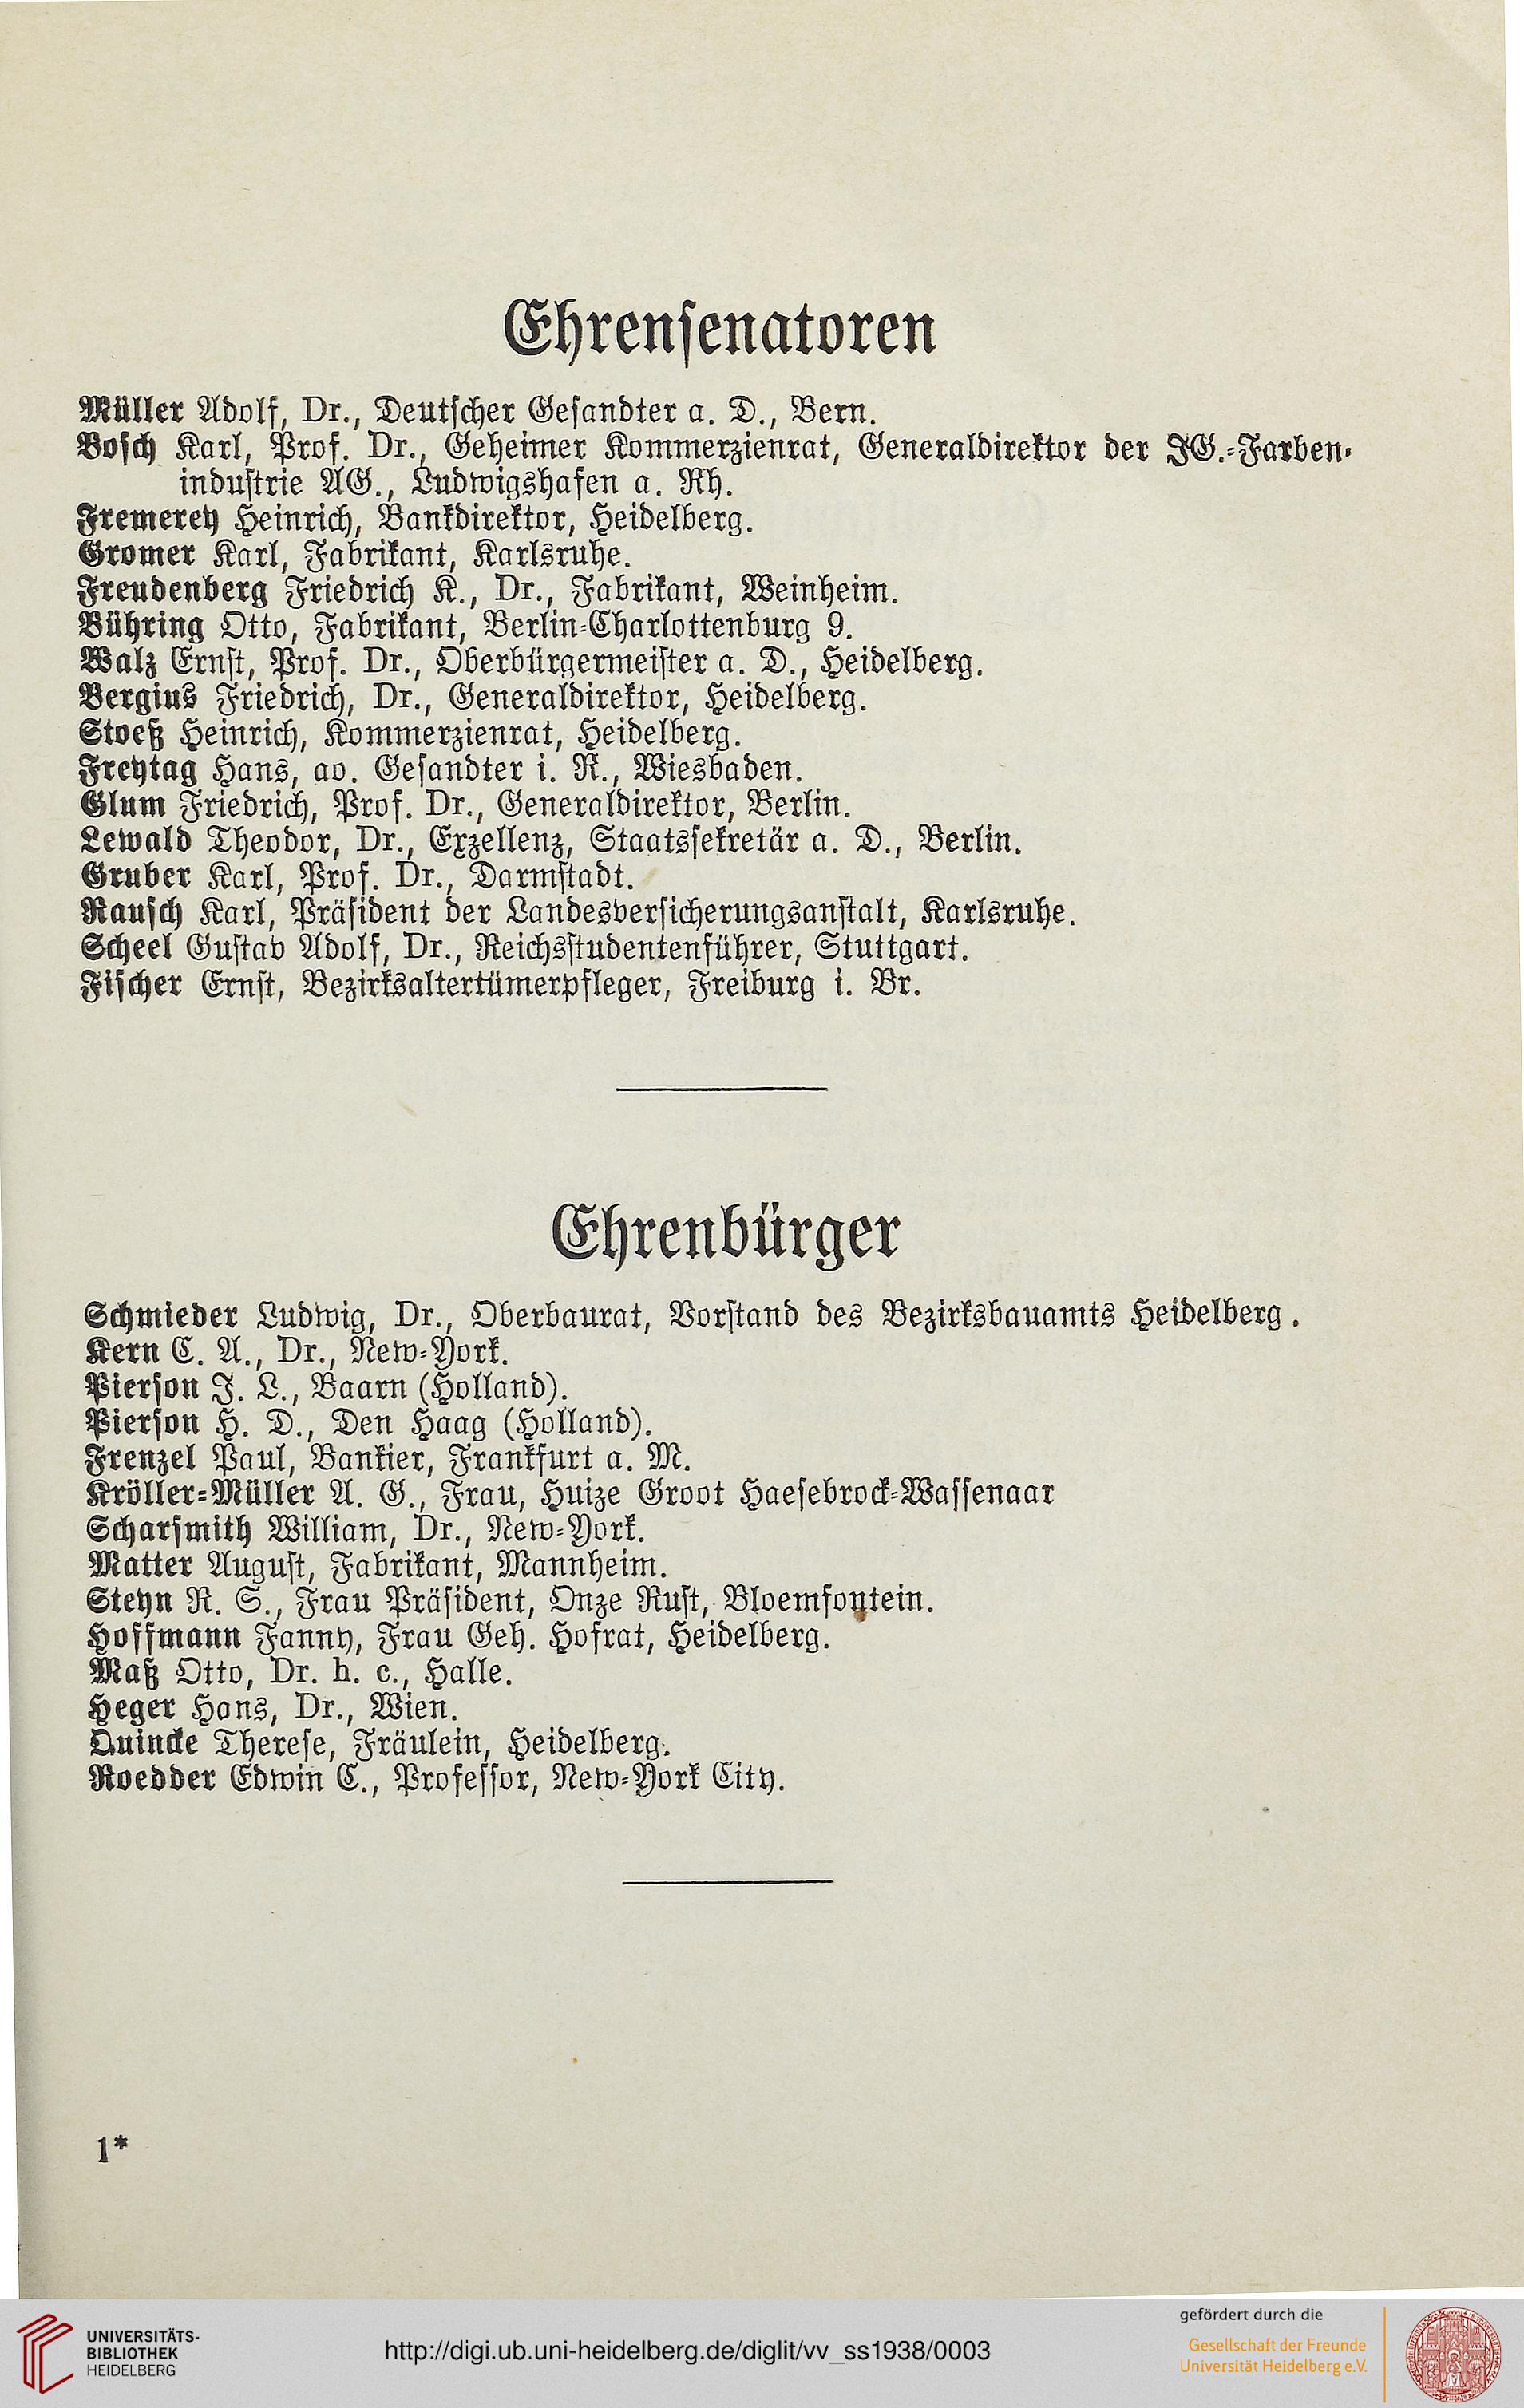 Ehrensenatoren
Müller Adolf, Dr., Deutscher Gesandter a. D., Bern.
Bosch Karl, Prof. Dr., Geheimer Kommerzienrat, Generaldirektor der IG.-Farben-
industrie AG., Ludwigshafen a. Rh.
Fremerey Heinrich, Bankdirektor, Heidelberg.
Gromer Karl, Fabrikant, Karlsruhe.
Freudenberg Friedrich K., Dr., Fabrikant, Weinheim.
Bühring Otto, Fabrikant, Berlin-Charlottenburg 9.
Walz Ernst, Prof. Dr., Oberbürgermeister a. D., Heidelberg.
Bergius Friedrich, Dr., Generaldirektor, Heidelberg.
Stoeß Heinrich, Kommerzienrat, Heidelberg.
Freytag Hans, ao. Gesandter i. R., Wiesbaden.
Glum Friedrich, Prof. Dr., Generaldirektor, Berlin.
Lewald Theodor, Dr., Exzellenz, Staatssekretär a. D., Berlin.
Gruber Karl, Prof. Dr., Darmstadt.
Rausch Karl, Präsident der Landesversicherungsanstalt, Karlsruhe.
Scheel Gustav Adolf, Dr., Reichsstudentenführer, Stuttgart.
Fischer Ernst, Bezirksaltertümerpfleger, Freiburg i. Br.
Ehrenbürger
Schmieder Ludwig, Dr., Oberbaurat, Vorstand des Bezirksbauamts Heidelberg.
Kern C. A., Dr., New-York.
Pierson J. L., Baarn (Holland).
Pierson H. D., Den Haag (Holland).
Frenzel Paul, Bankier, Frankfurt a. M.
Kröller-Müller A. G., Frau, Huize Groot Haesebrock-Wassenaar
Scharsmith William, Dr., New-York.
Matter August, Fabrikant, Mannheim.
Steyn R. S., Frau Präsident, Onze Rust, Bloemfontein.
Hoffmann Fanny, Frau Geh. Hofrat, Heidelberg.
Maß Otto, Dr. h. c., Halle.
Heger Hans, Dr., Wien.
Quincke Therese, Fräulein, Heidelberg.
Roedder Edwin C., Professor, New-York City.
1*
UNIVERSITÄTS-
BIBLIOTHEK
HEIDELBERG
http://digi.ub.uni-heidelberg.de/diglit/vv_ss1938/0003
gefördert durch die
Gesellschaft der Freunde
Universität Heidelberg e.V.